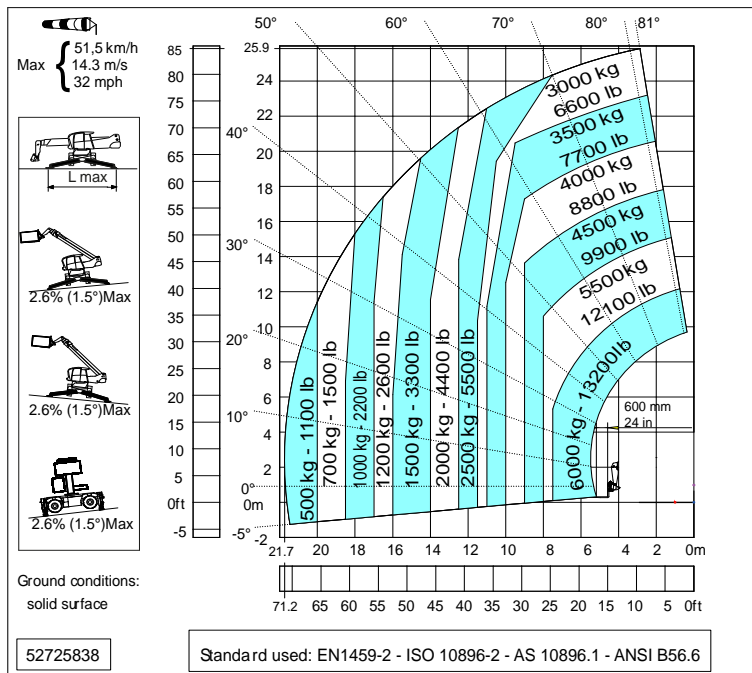 Max { 51,5 km/h
14.3 m/s
32 mph
L max
2.6% (1.5°)Max
2.6% (1.5°)Max
2.6% (1.5°)Max
Ground conditions:
solid surface
52725838
85
80
75
70
65
60
55
50
45
40
35
30
25
20
15
10
5
0ft
-5
25.9
24
22
20
18
16
14
12
10
8
6
4
2
0m
-2
50°
60°
70°
80°
81°
40°
30°
20°
10°
0°
-5°
3000 kg
6600 lb
3500 kg
7700 lb
4000 kg
8800 lb
4500 kg
9900 lb
5500kg
12100 lb
6000 kg - 13200lb
500 kg - 1100 lb
700 kg - 1500 lb
1000 kg - 2200 lb
1200 kg - 2600 lb
1500 kg - 3300 lb
2000 kg - 4400 lb
2500 kg - 5500 lb
600 mm
24 in
21.7 20 18 16 14 12 10 8 6 4 2 0m
71.2 65 60 55 50 45 40 35 30 25 20 15 10 5 0ft
Standard used: EN1459-2 - ISO 10896-2 - AS 10896.1 - ANSI B56.6